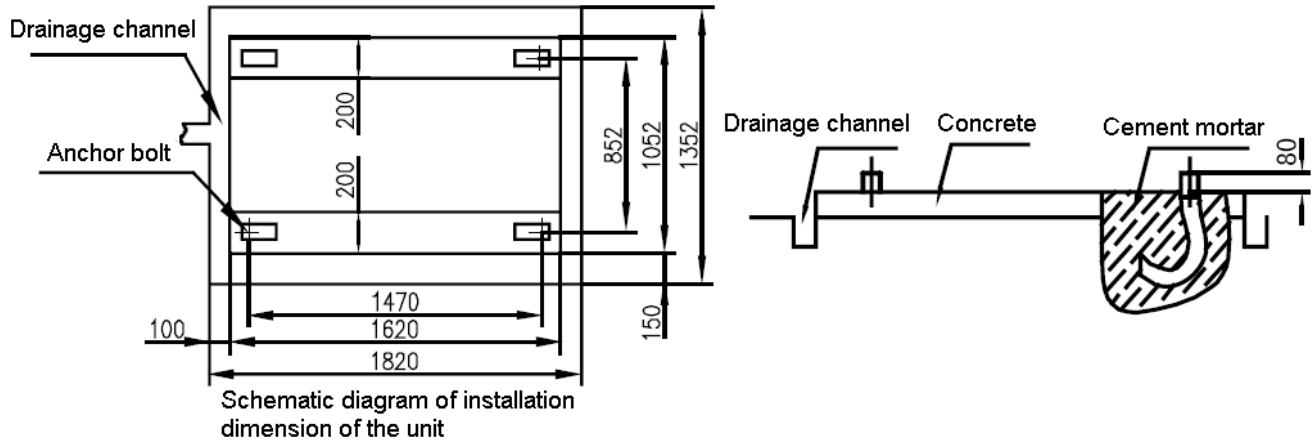 Drainage channel
Anchor bolt
200
200
852
1052
1352
150
1470
100
1620
1820
Schematic diagram of installation
dimension of the unit
Drainage channel
Concrete
Cement mortar
80